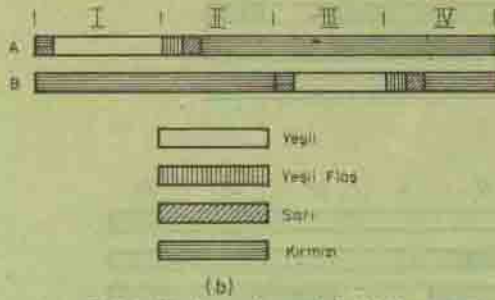 I II III IV
A
B
Yeşil
Yeşil Flaş
Sarı
Kırmızı
(b)